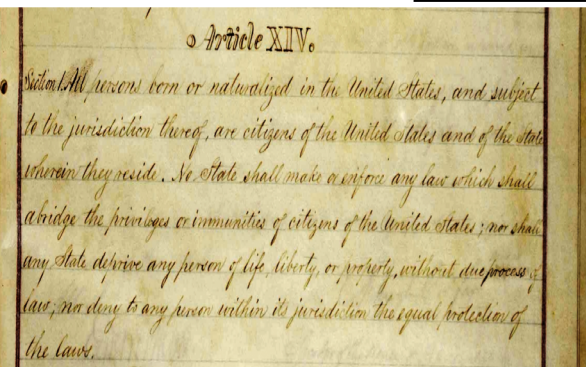 Article XIV.
Section 1. All persons born or naturalized in the United States, and subject
to the jurisdiction thereof, are citizens of the United States and of the State
wherein they reside. No State shall make or enforce any law which shall
abridge the privileges or immunities of citizens of the United States; nor shall
any State deprive any person of life, liberty, or property, without due process of
law; nor deny to any person within its jurisdiction the equal protection of
the laws.